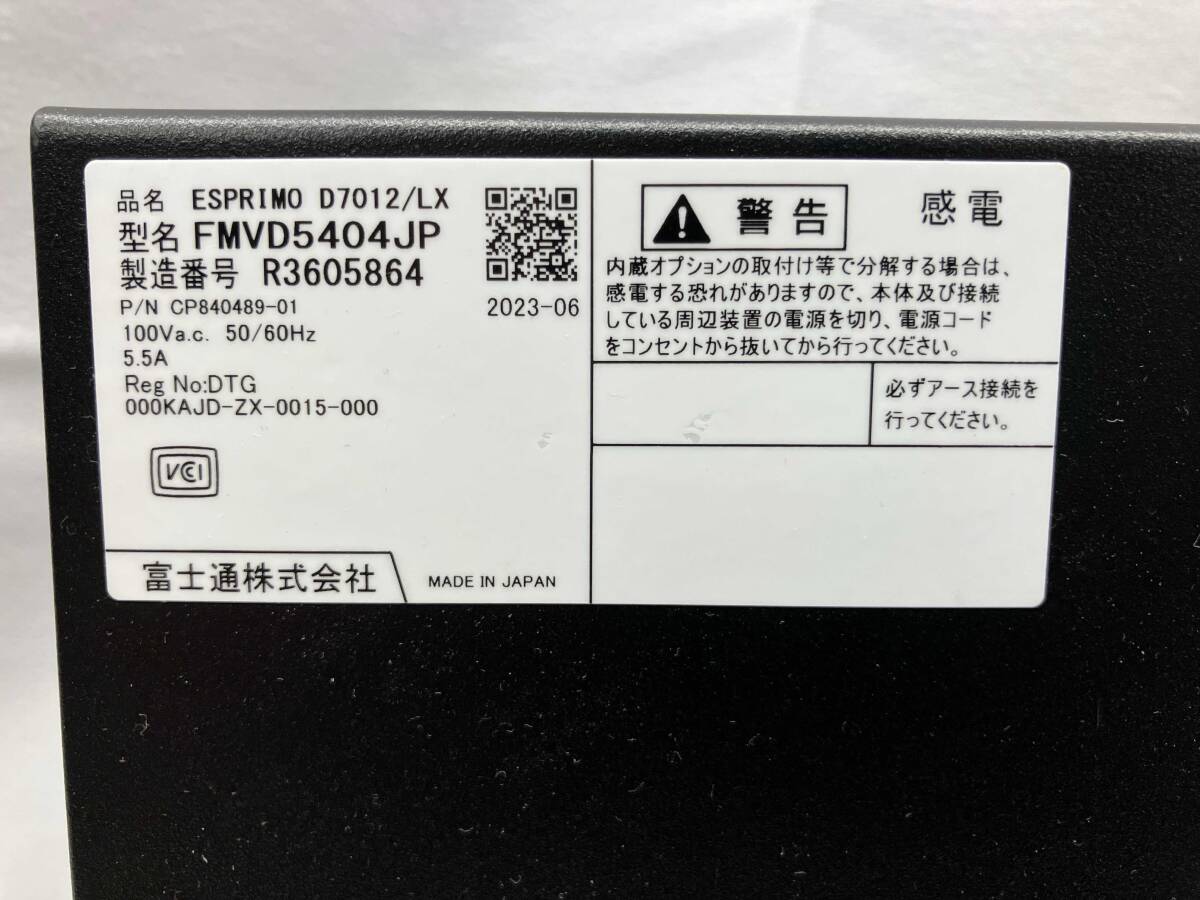 品名 ESPRIMO D7012/LX
型名 FMVD5404JP
製造番号 R3605864
P/N CP840489-01
2023-06
100Va.c. 50/60Hz
5.5A
Reg No:DTG
000KAJD-ZX-0015-000
VCI
富士通株式会社
MADE IN JAPAN
警告
感電
内蔵オプションの取付け等で分解する場合は、
感電する恐れがありますので、本体及び接続
している周辺装置の電源を切り、電源コード
をコンセントから抜いてから行ってください。
必ずアース接続を
行ってください。